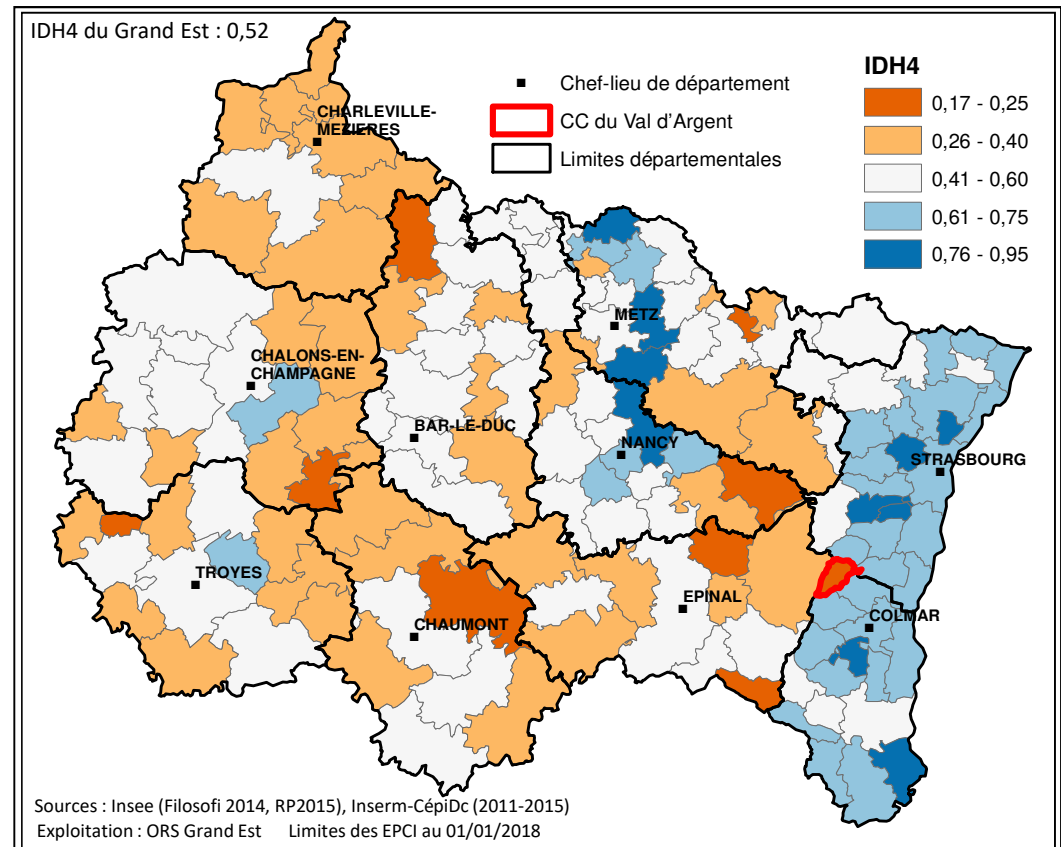 IDH4 du Grand Est : 0,52
IDH4
Chef-lieu de département
CC du Val d'Argent
Limites départementales
0,17 - 0,25
0,26 - 0,40
0,41 - 0,60
0,61 - 0,75
0,76 - 0,95
CHARLEVILLE-
MEZIERES
METZ
CHALONS-EN-
CHAMPAGNE
BAR-LE-DUC
NANCY
STRASBOURG
TROYES
EPINAL
CHAUMONT
COLMAR
Sources : Insee (Filosofi 2014, RP2015), Inserm-CépiDc (2011-2015)
Exploitation : ORS Grand Est Limites des EPCI au 01/01/2018